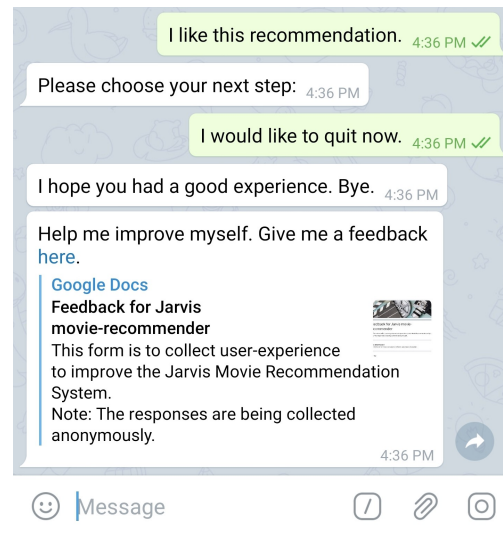 I like this recommendation. 4:36 PM
Please choose your next step: 4:36 PM
I would like to quit now. 4:36 PM
I hope you had a good experience. Bye. 4:36 PM
Help me improve myself. Give me a feedback
here.
Google Docs
Feedback for Jarvis
movie-recommender
This form is to collect user-experience
to improve the Jarvis Movie Recommendation
System.
Note: The responses are being collected
anonymously.
4:36 PM
Message